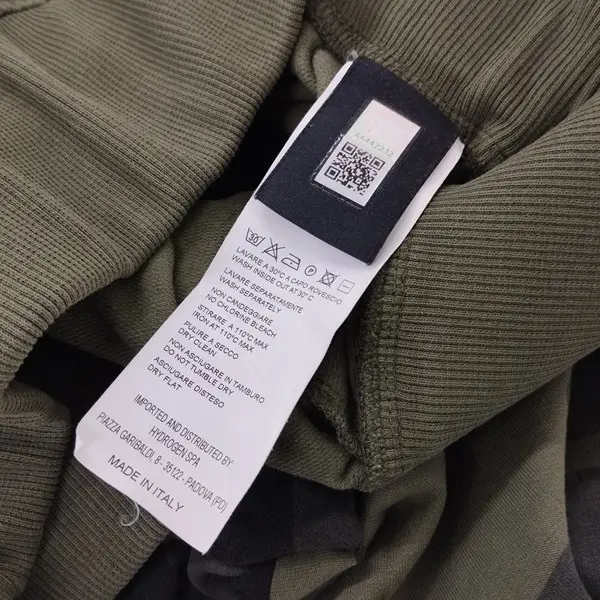 AA442232
30
LAVARE A 30°C A CAPO ROVESCIO
WASH INSIDE OUT AT 30°C
LAVARE SEPARATAMENTE
WASH SEPARATELY
NON CANDEGGIARE
NO CHLORINE BLEACH
STIRARE A 110°C MAX
IRON AT 110°C MAX
PULIRE A SECCO
DRY CLEAN
NON ASCIUGARE IN TAMBURO
DO NOT TUMBLE DRY
ASCIUGARE DISTESO
DRY FLAT
IMPORTED AND DISTRIBUTED BY:
HYDROGEN SPA
PIAZZA GARIBALDI, 8 - 35122 - PADOVA (PD)
MADE IN ITALY